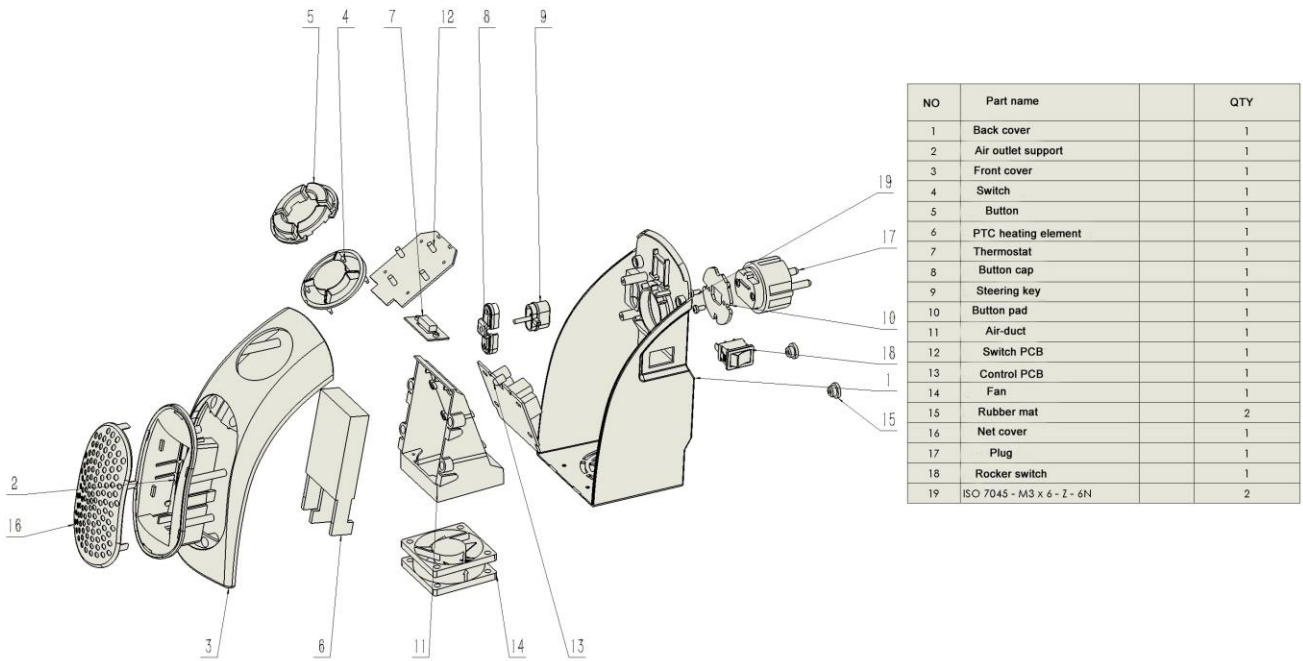 5 4 7 12 8 9
19
17
10
18
1
15
2
16
3 6 11 14 13
NO Part name QTY
1 Back cover 1
2 Air outlet support 1
3 Front cover 1
4 Switch 1
5 Button 1
6 PTC heating element 1
7 Thermostat 1
8 Button cap 1
9 Steering key 1
10 Button pad 1
11 Air-duct 1
12 Switch PCB 1
13 Control PCB 1
14 Fan 1
15 Rubber mat 2
16 Net cover 1
17 Plug 1
18 Rocker switch 1
19 ISO 7045 - M3 x 6 - Z - 6N 2